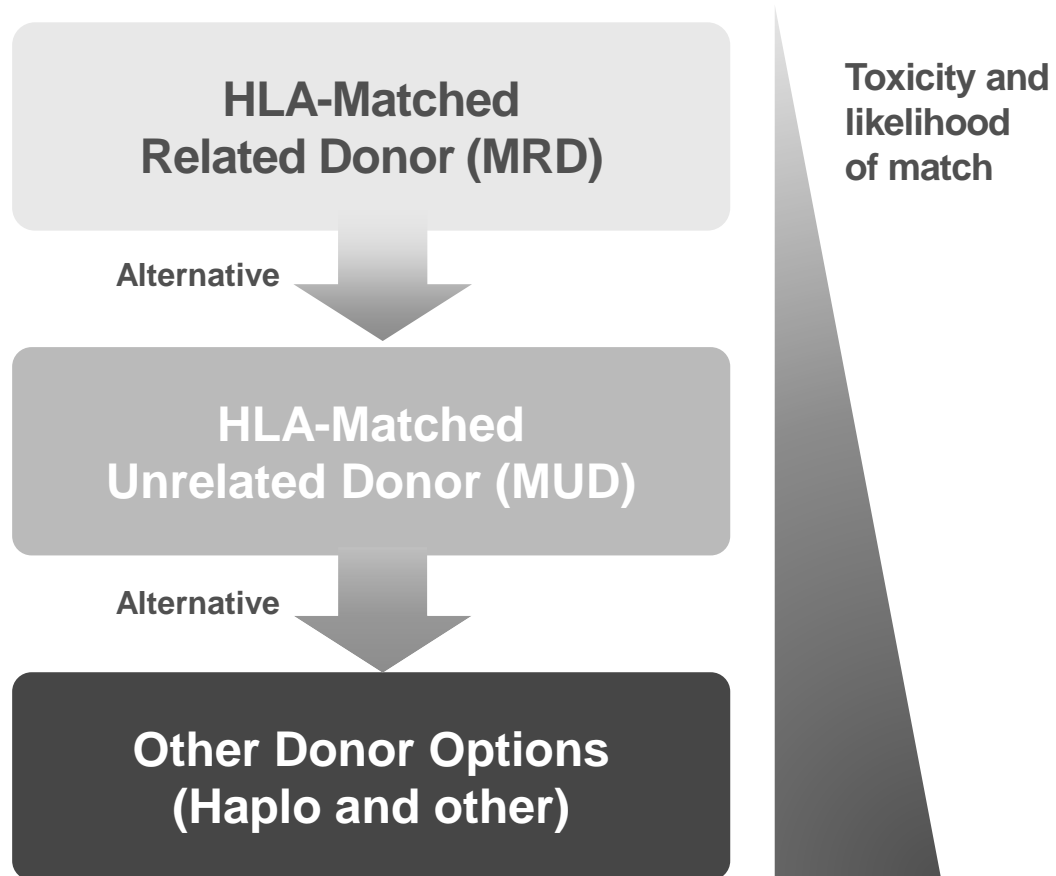 HLA-Matched
Related Donor (MRD)
Toxicity and
likelihood
of match
Alternative
HLA-Matched
Unrelated Donor (MUD)
Alternative
Other Donor Options
(Haplo and other)